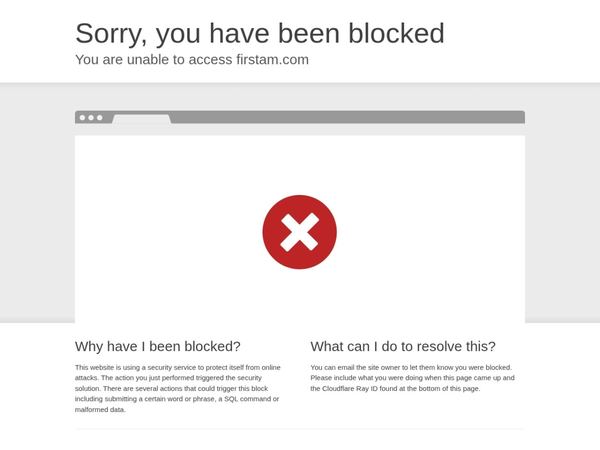 Sorry, you have been blocked
You are unable to access firstam.com
Why have I been blocked?
This website is using a security service to protect itself from online
attacks. The action you just performed triggered the security
solution. There are several actions that could trigger this block
including submitting a certain word or phrase, a SQL command or
malformed data.
What can I do to resolve this?
You can email the site owner to let them know you were blocked.
Please include what you were doing when this page came up and
the Cloudflare Ray ID found at the bottom of this page.